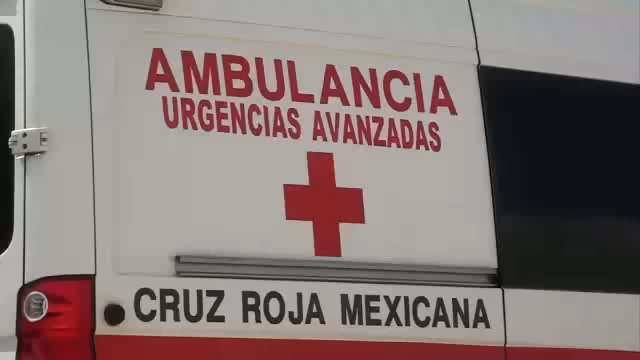 AMBULANCIA
URGENCIAS AVANZADAS
CRUZ ROJA MEXICANA